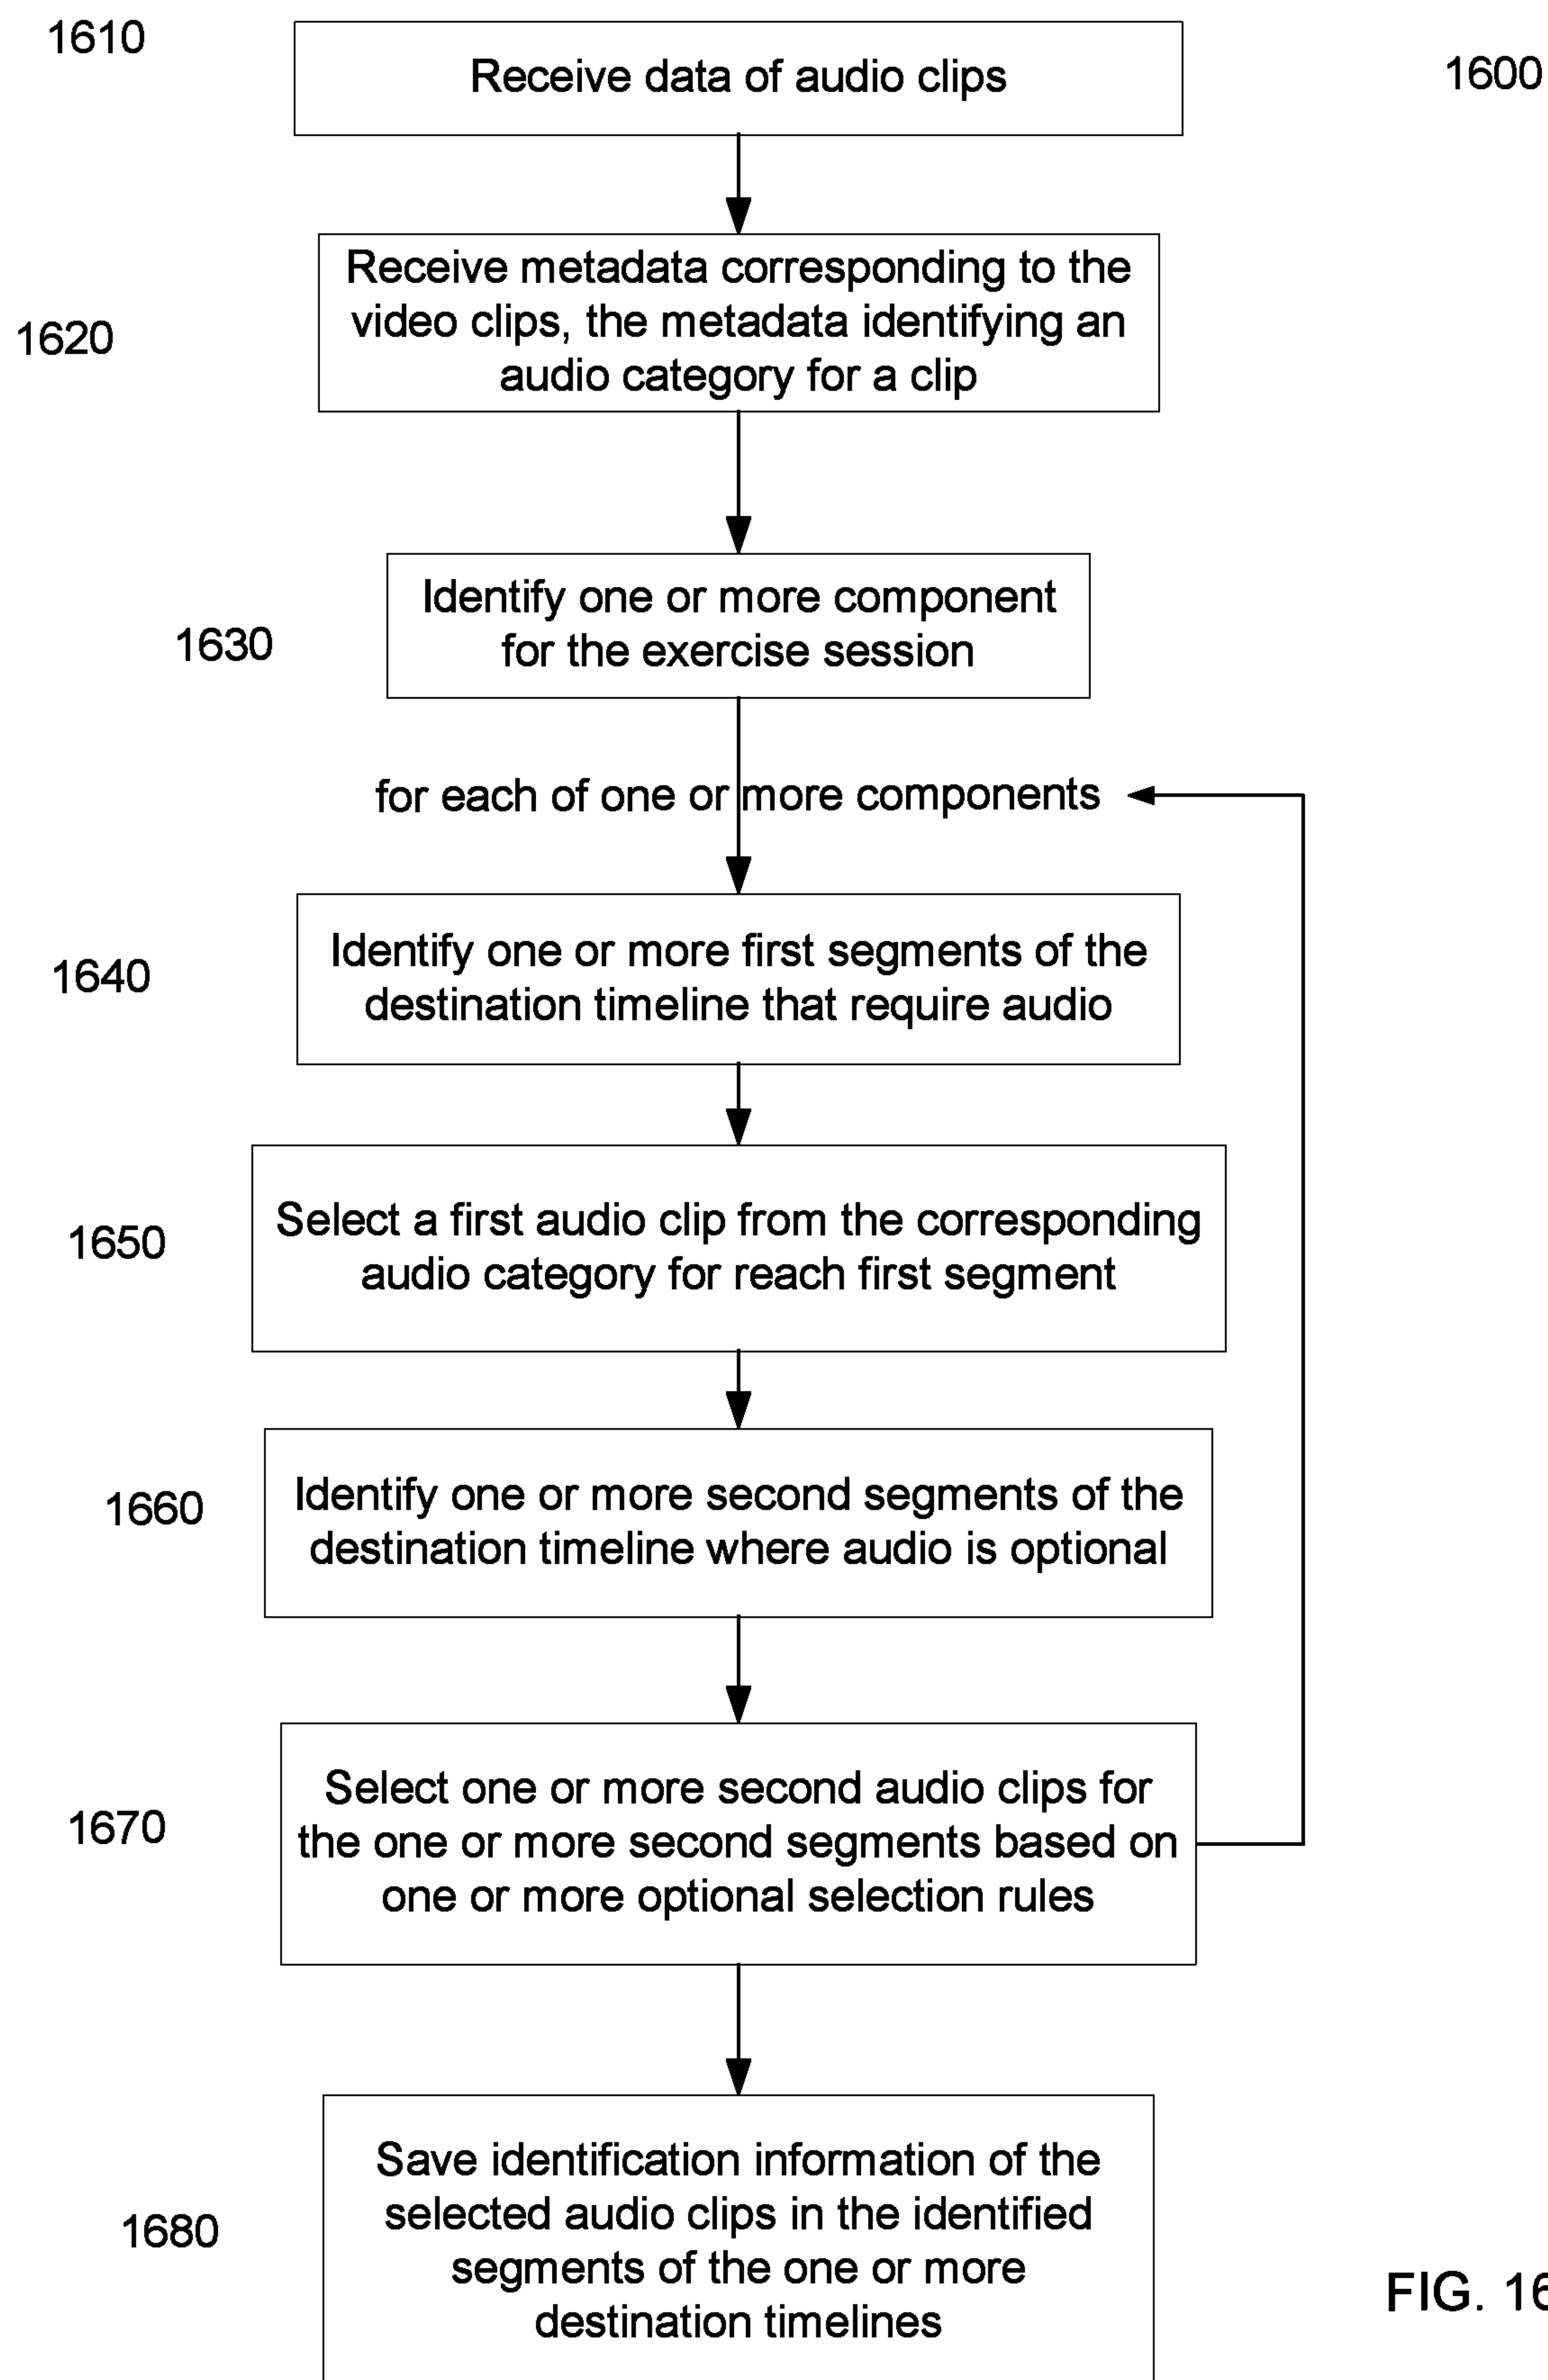 1610
Receive data of audio clips
1600
Receive metadata corresponding to the
video clips, the metadata identifying an
audio category for a clip
1620
Identify one or more component
for the exercise session
1630
for each of one or more components
Identify one or more first segments of the
destination timeline that require audio
1640
Select a first audio clip from the corresponding
audio category for reach first segment
1650
Identify one or more second segments of the
destination timeline where audio is optional
1660
Select one or more second audio clips for
the one or more second segments based on
one or more optional selection rules
1670
Save identification information of the
selected audio clips in the identified
segments of the one or more
destination timelines
1680
FIG. 16